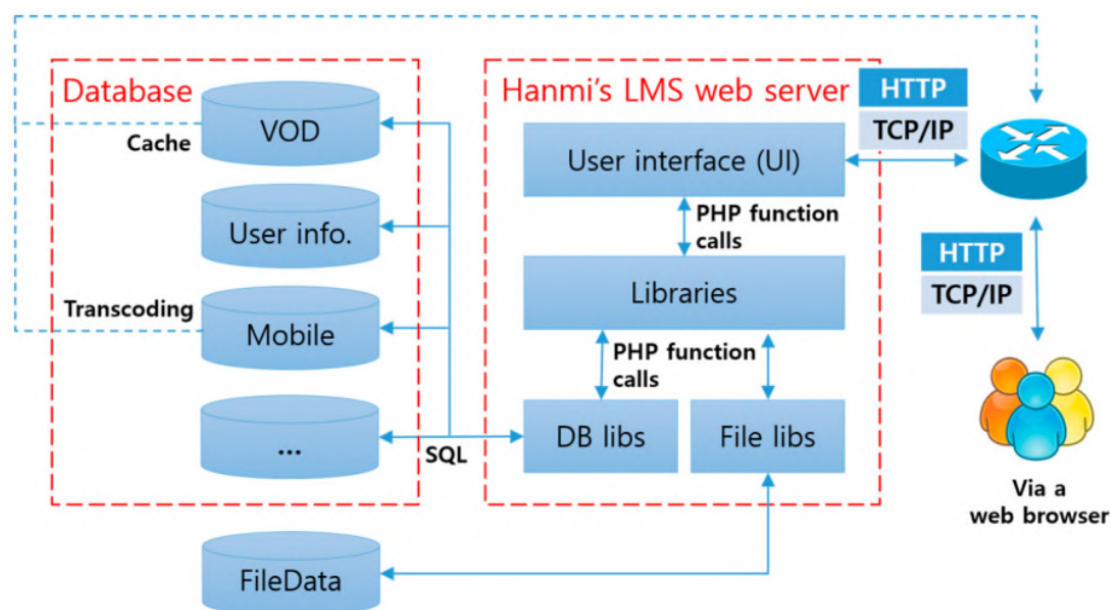 Database
Cache
VOD
User info.
Transcoding
Mobile
...
SQL
FileData
Hanmi's LMS web server
User interface (UI)
PHP function
calls
Libraries
PHP function
calls
DB libs
File libs
HTTP
TCP/IP
HTTP
TCP/IP
Via a
web browser